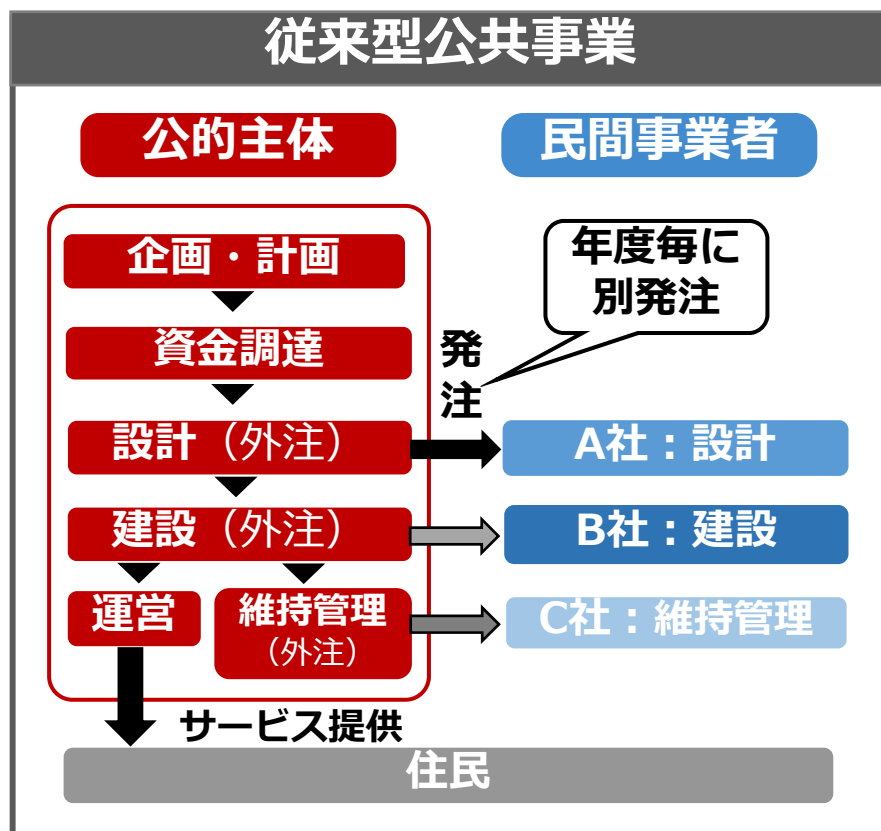 従来型公共事業
公的主体
民間事業者
企画・計画
資金調達
設計（外注）
建設（外注）
運営
維持管理
（外注）
発
注
年度毎に
別発注
A社：設計
B社：建設
C社：維持管理
サービス提供
住民